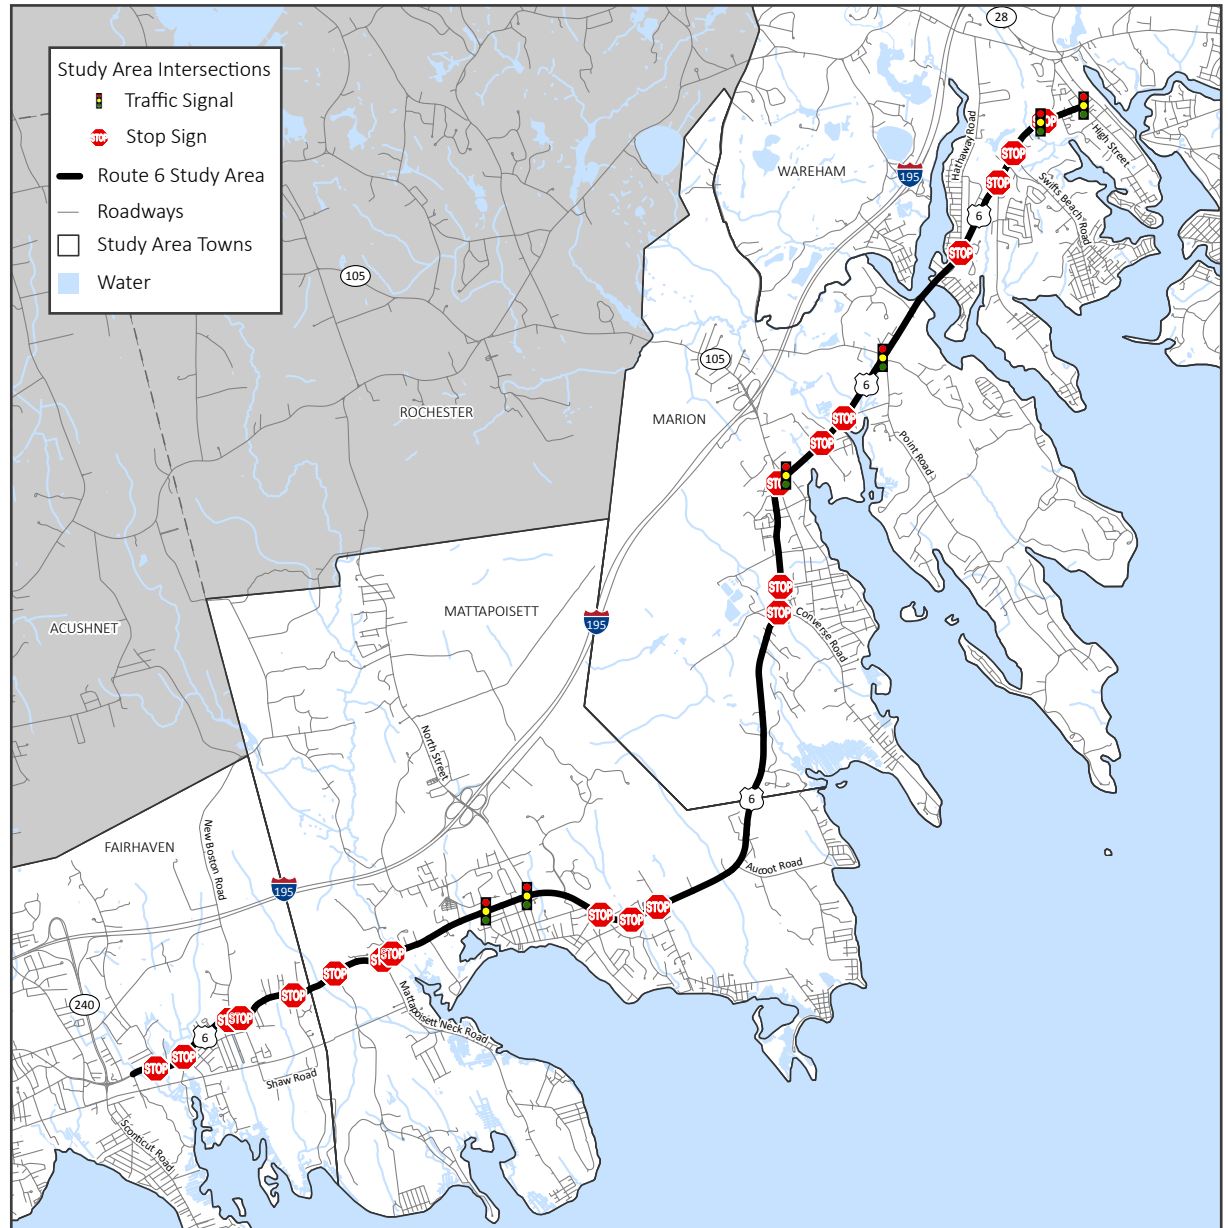 Study Area Intersections
Traffic Signal
STOP Stop Sign
Route 6 Study Area
Roadways
Study Area Towns
Water
28
STOP
High Street
Hathaway Road
STOP
WAREHAM
195
STOP
Swifts Beach Road
6
STOP
105
105
6
ROCHESTER
MARION
STOP
STOP
Point Road
STOP
STOP
MATTAPOISETT
STOP
Converse Road
195
ACUSHNET
North Street
6
FAIRHAVEN
New Boston Road
Aucoot Road
195
STOP
STOP
STOP
STOP
STOP
STOP
STOP
240
Mattapoisett Neck Road
STOP
STOP
6
STOP
STOP
Shaw Road
Sconticut Road